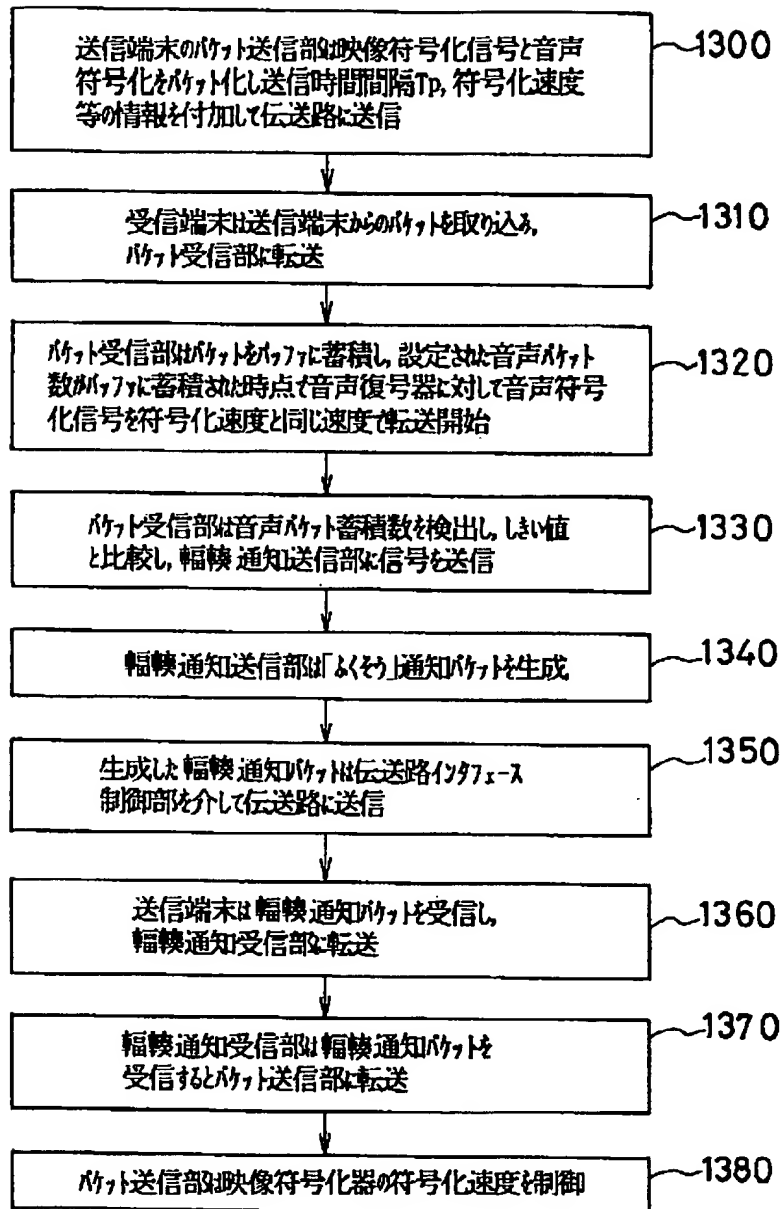 送信端末のパケット送信部は映像符号化信号と音声
符号化をパケット化し送信時間間隔Tp, 符号化速度
等の情報を付加して伝送路に送信
1300
受信端末は送信端末からのパケットを取り込み,
パケット受信部に転送
1310
パケット受信部はパケットをバッファに蓄積し, 設定された音声パケット
数がバッファに蓄積された時点で音声復号器に対して音声符号
化信号を符号化速度と同じ速度で転送開始
1320
パケット受信部は音声パケット蓄積数を検出し, しきい値
と比較し, 輻輳通知送信部に信号を送信
1330
輻輳通知送信部は「ふくそう」通知パケットを生成
1340
生成した輻輳通知パケットは伝送路インタフェース
制御部を介して伝送路に送信
1350
送信端末は輻輳通知パケットを受信し,
輻輳通知受信部に転送
1360
輻輳通知受信部は輻輳通知パケットを
受信するとパケット送信部に転送
1370
パケット送信部は映像符号化器の符号化速度を制御
1380